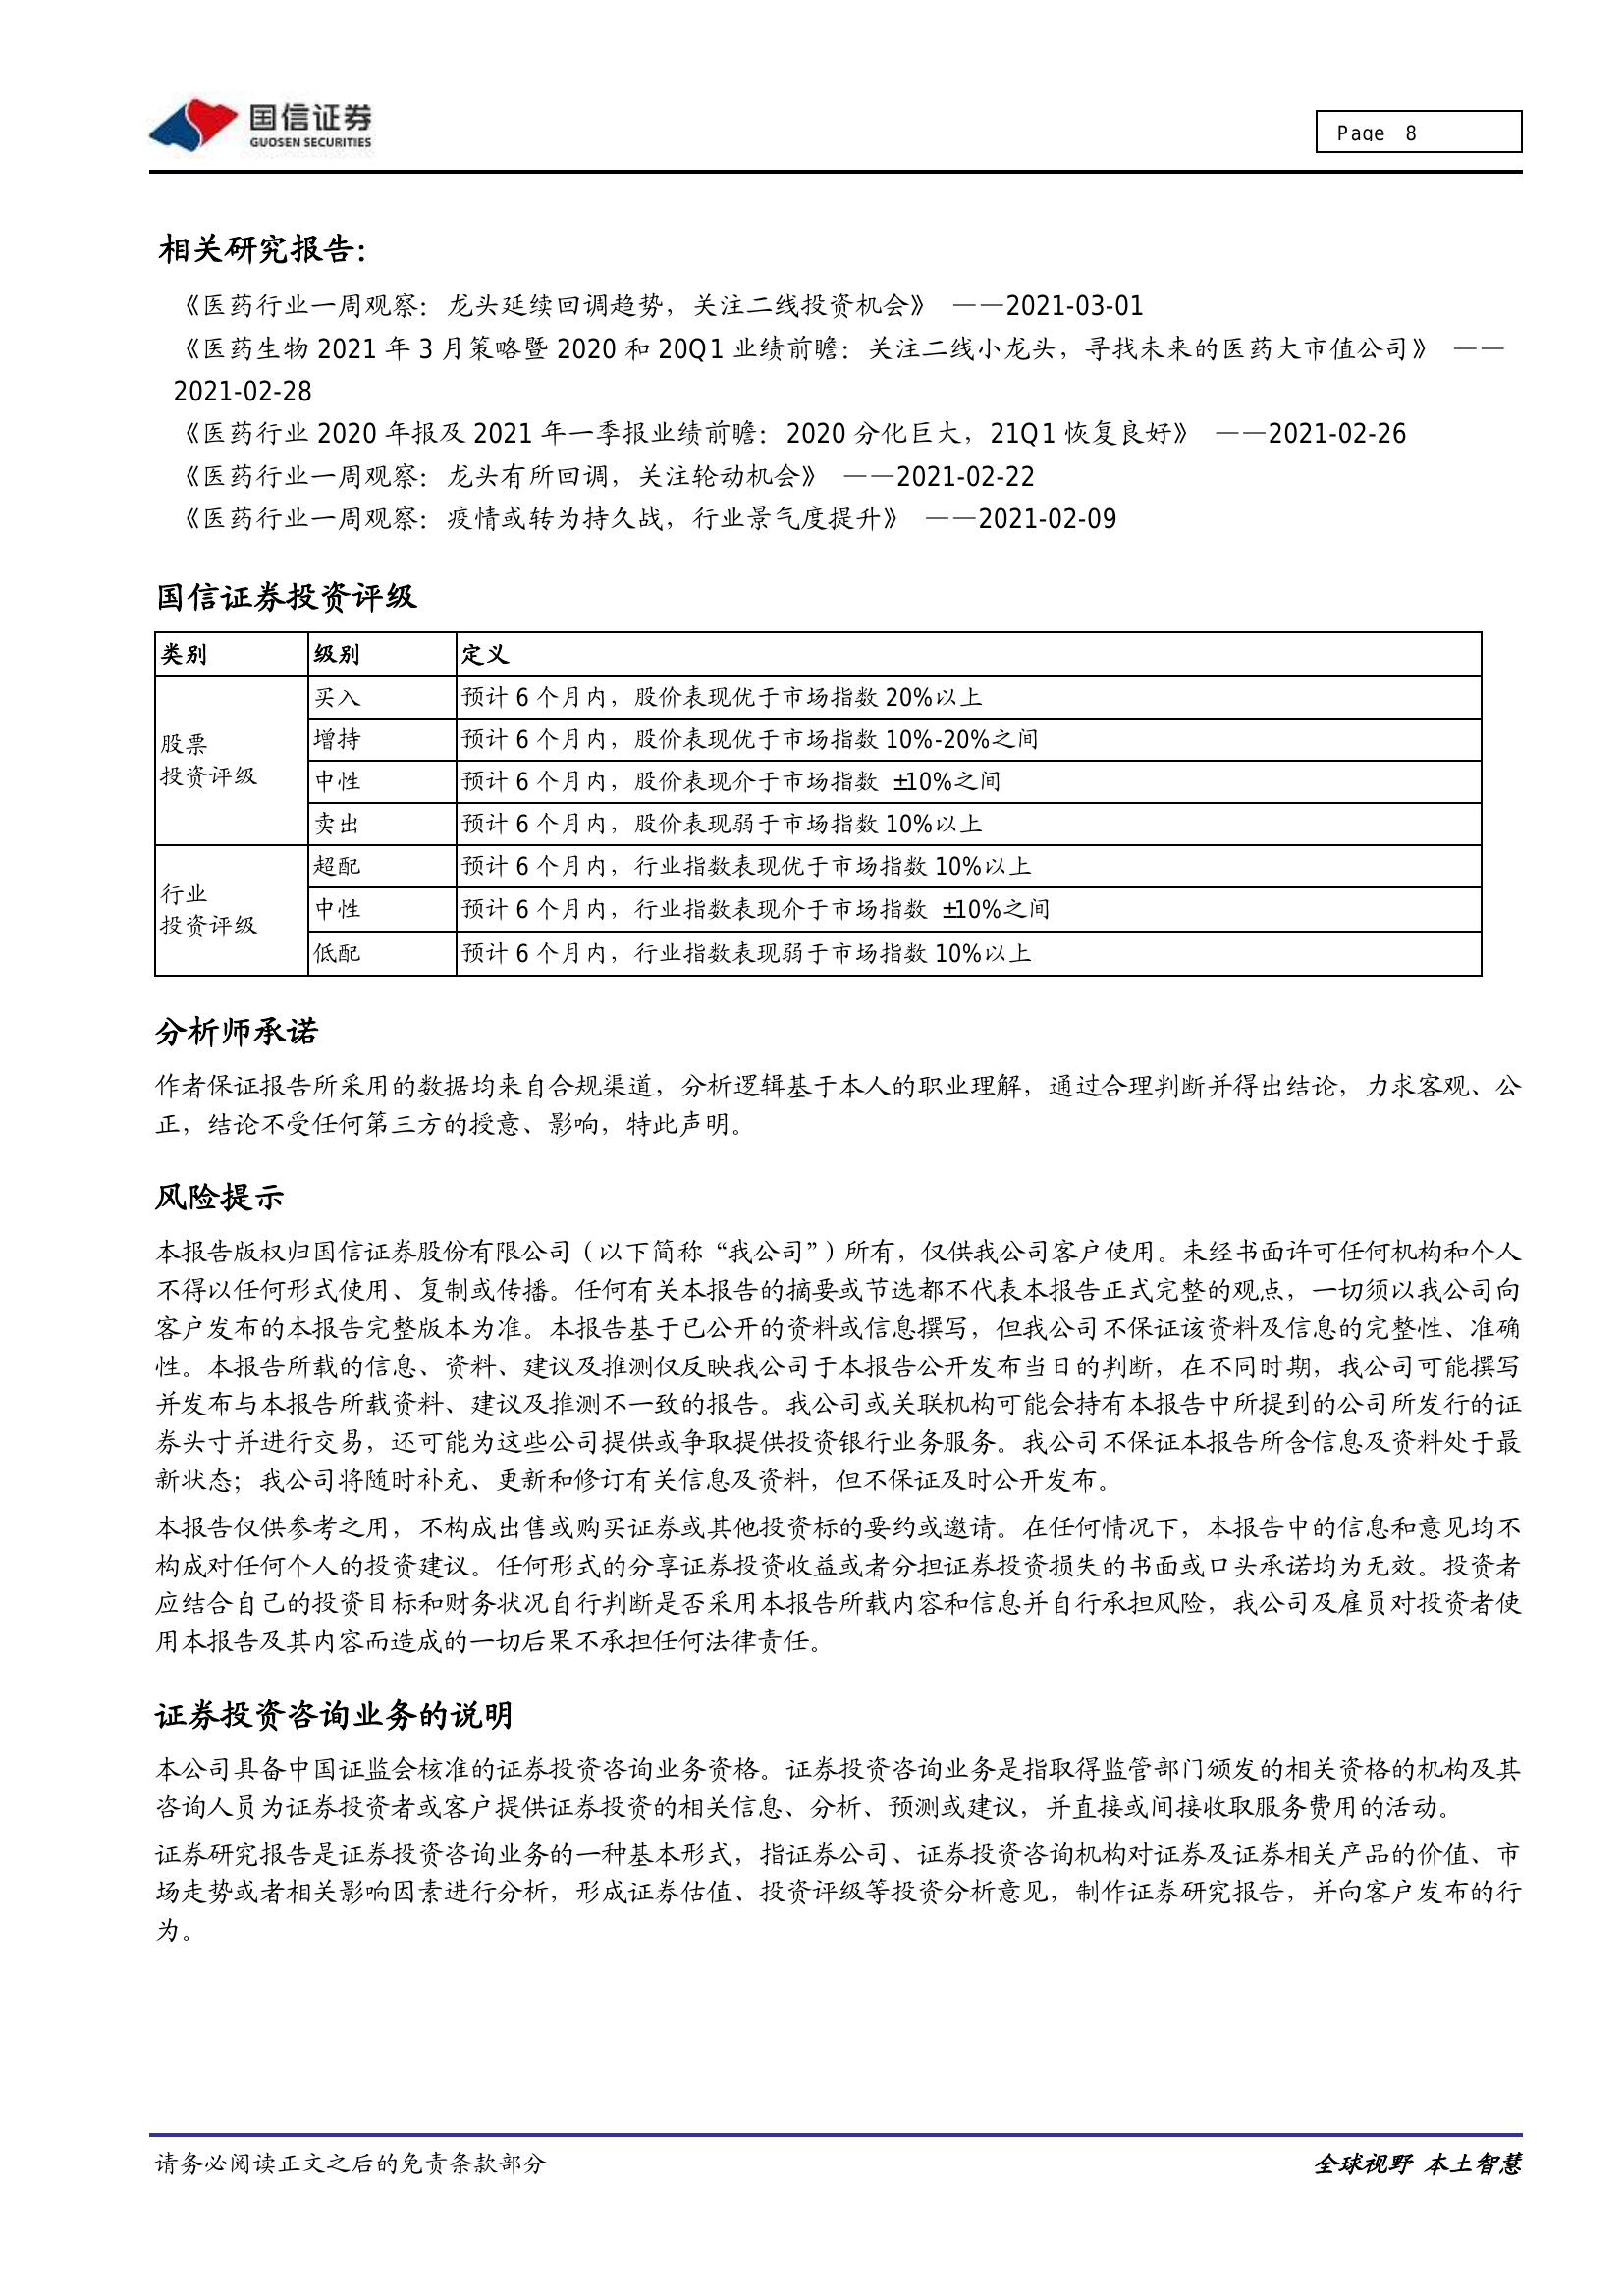 国信证券
GUOSEN SECURITIES
Page 8
相关研究报告：
《医药行业一周观察：龙头延续回调趋势，关注二线投资机会》 ——2021-03-01
《医药生物 2021 年 3 月策略暨 2020 和 20Q1 业绩前瞻：关注二线小龙头，寻找未来的医药大市值公司》 ——
2021-02-28
《医药行业 2020 年报及 2021 年一季报业绩前瞻：2020 分化巨大，21Q1 恢复良好》 ——2021-02-26
《医药行业一周观察：龙头有所回调，关注轮动机会》 ——2021-02-22
《医药行业一周观察：疫情或转为持久战，行业景气度提升》 ——2021-02-09
国信证券投资评级
类别 级别 定义
股票
投资评级
买入 预计 6 个月内，股价表现优于市场指数 20%以上
增持 预计 6 个月内，股价表现优于市场指数 10%-20%之间
中性 预计 6 个月内，股价表现介于市场指数 ±10%之间
卖出 预计 6 个月内，股价表现弱于市场指数 10%以上
行业
投资评级
超配 预计 6 个月内，行业指数表现优于市场指数 10%以上
中性 预计 6 个月内，行业指数表现介于市场指数 ±10%之间
低配 预计 6 个月内，行业指数表现弱于市场指数 10%以上
分析师承诺
作者保证报告所采用的数据均来自合规渠道，分析逻辑基于本人的职业理解，通过合理判断并得出结论，力求客观、公
正，结论不受任何第三方的授意、影响，特此声明。
风险提示
本报告版权归国信证券股份有限公司（以下简称“我公司”）所有，仅供我公司客户使用。未经书面许可任何机构和个人
不得以任何形式使用、复制或传播。任何有关本报告的摘要或节选都不代表本报告正式完整的观点，一切须以我公司向
客户发布的本报告完整版本为准。本报告基于已公开的资料或信息撰写，但我公司不保证该资料及信息的完整性、准确
性。本报告所载的信息、资料、建议及推测仅反映我公司于本报告公开发布当日的判断，在不同时期，我公司可能撰写
并发布与本报告所载资料、建议及推测不一致的报告。我公司或关联机构可能会持有本报告中所提到的公司所发行的证
券头寸并进行交易，还可能为这些公司提供或争取提供投资银行业务服务。我公司不保证本报告所含信息及资料处于最
新状态；我公司将随时补充、更新和修订有关信息及资料，但不保证及时公开发布。
本报告仅供参考之用，不构成出售或购买证券或其他投资标的要约或邀请。在任何情况下，本报告中的信息和意见均不
构成对任何个人的投资建议。任何形式的分享证券投资收益或者分担证券投资损失的书面或口头承诺均为无效。投资者
应结合自己的投资目标和财务状况自行判断是否采用本报告所载内容和信息并自行承担风险，我公司及雇员对投资者使
用本报告及其内容而造成的一切后果不承担任何法律责任。
证券投资咨询业务的说明
本公司具备中国证监会核准的证券投资咨询业务资格。证券投资咨询业务是指取得监管部门颁发的相关资格的机构及其
咨询人员为证券投资者或客户提供证券投资的相关信息、分析、预测或建议，并直接或间接收取服务费用的活动。
证券研究报告是证券投资咨询业务的一种基本形式，指证券公司、证券投资咨询机构对证券及证券相关产品的价值、市
场走势或者相关影响因素进行分析，形成证券估值、投资评级等投资分析意见，制作证券研究报告，并向客户发布的行
为。
请务必阅读正文之后的免责条款部分
全球视野 本土智慧